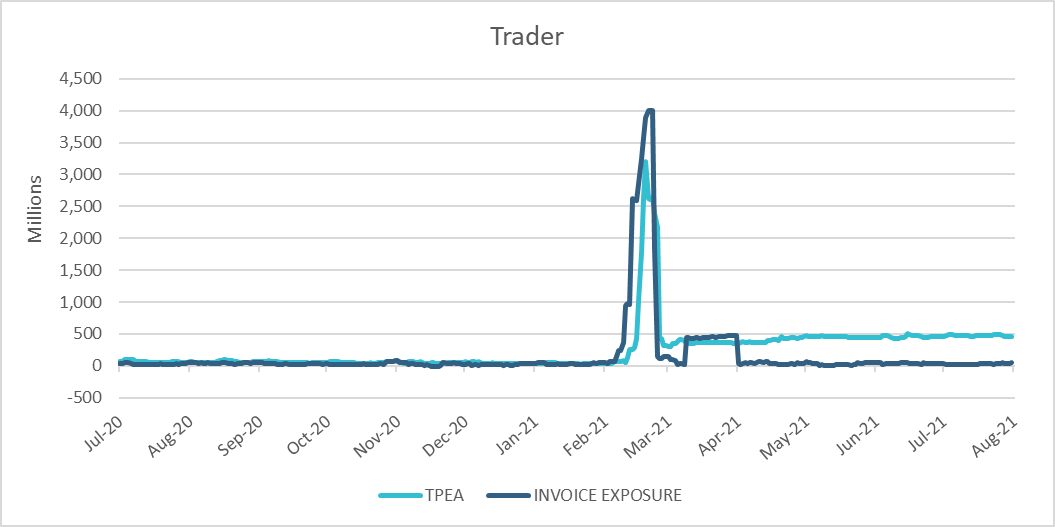 Trader
4,500
4,000
3,500
3,000
2,500
2,000
1,500
1,000
500
0
-500
Millions
Jul-20 Aug-20 Sep-20 Oct-20 Nov-20 Dec-20 Jan-21 Feb-21 Mar-21 Apr-21 May-21 Jun-21 Jul-21 Aug-21
TPEA INVOICE EXPOSURE